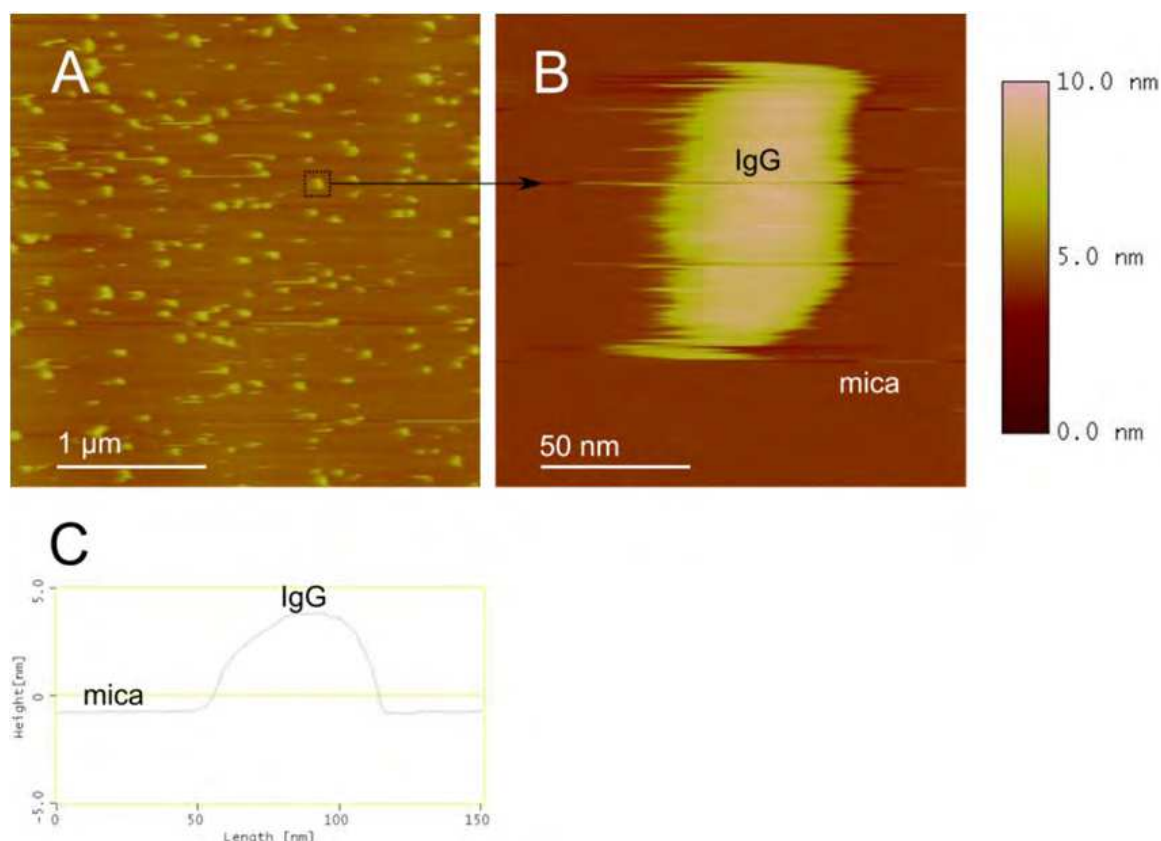 A
B
10.0 nm
IgG
5.0 nm
mica
1 µm
50 nm
0.0 nm
C
5.0
IgG
Height[nm]
mica
0
-5.0
0
50
100
150
Length [nm]